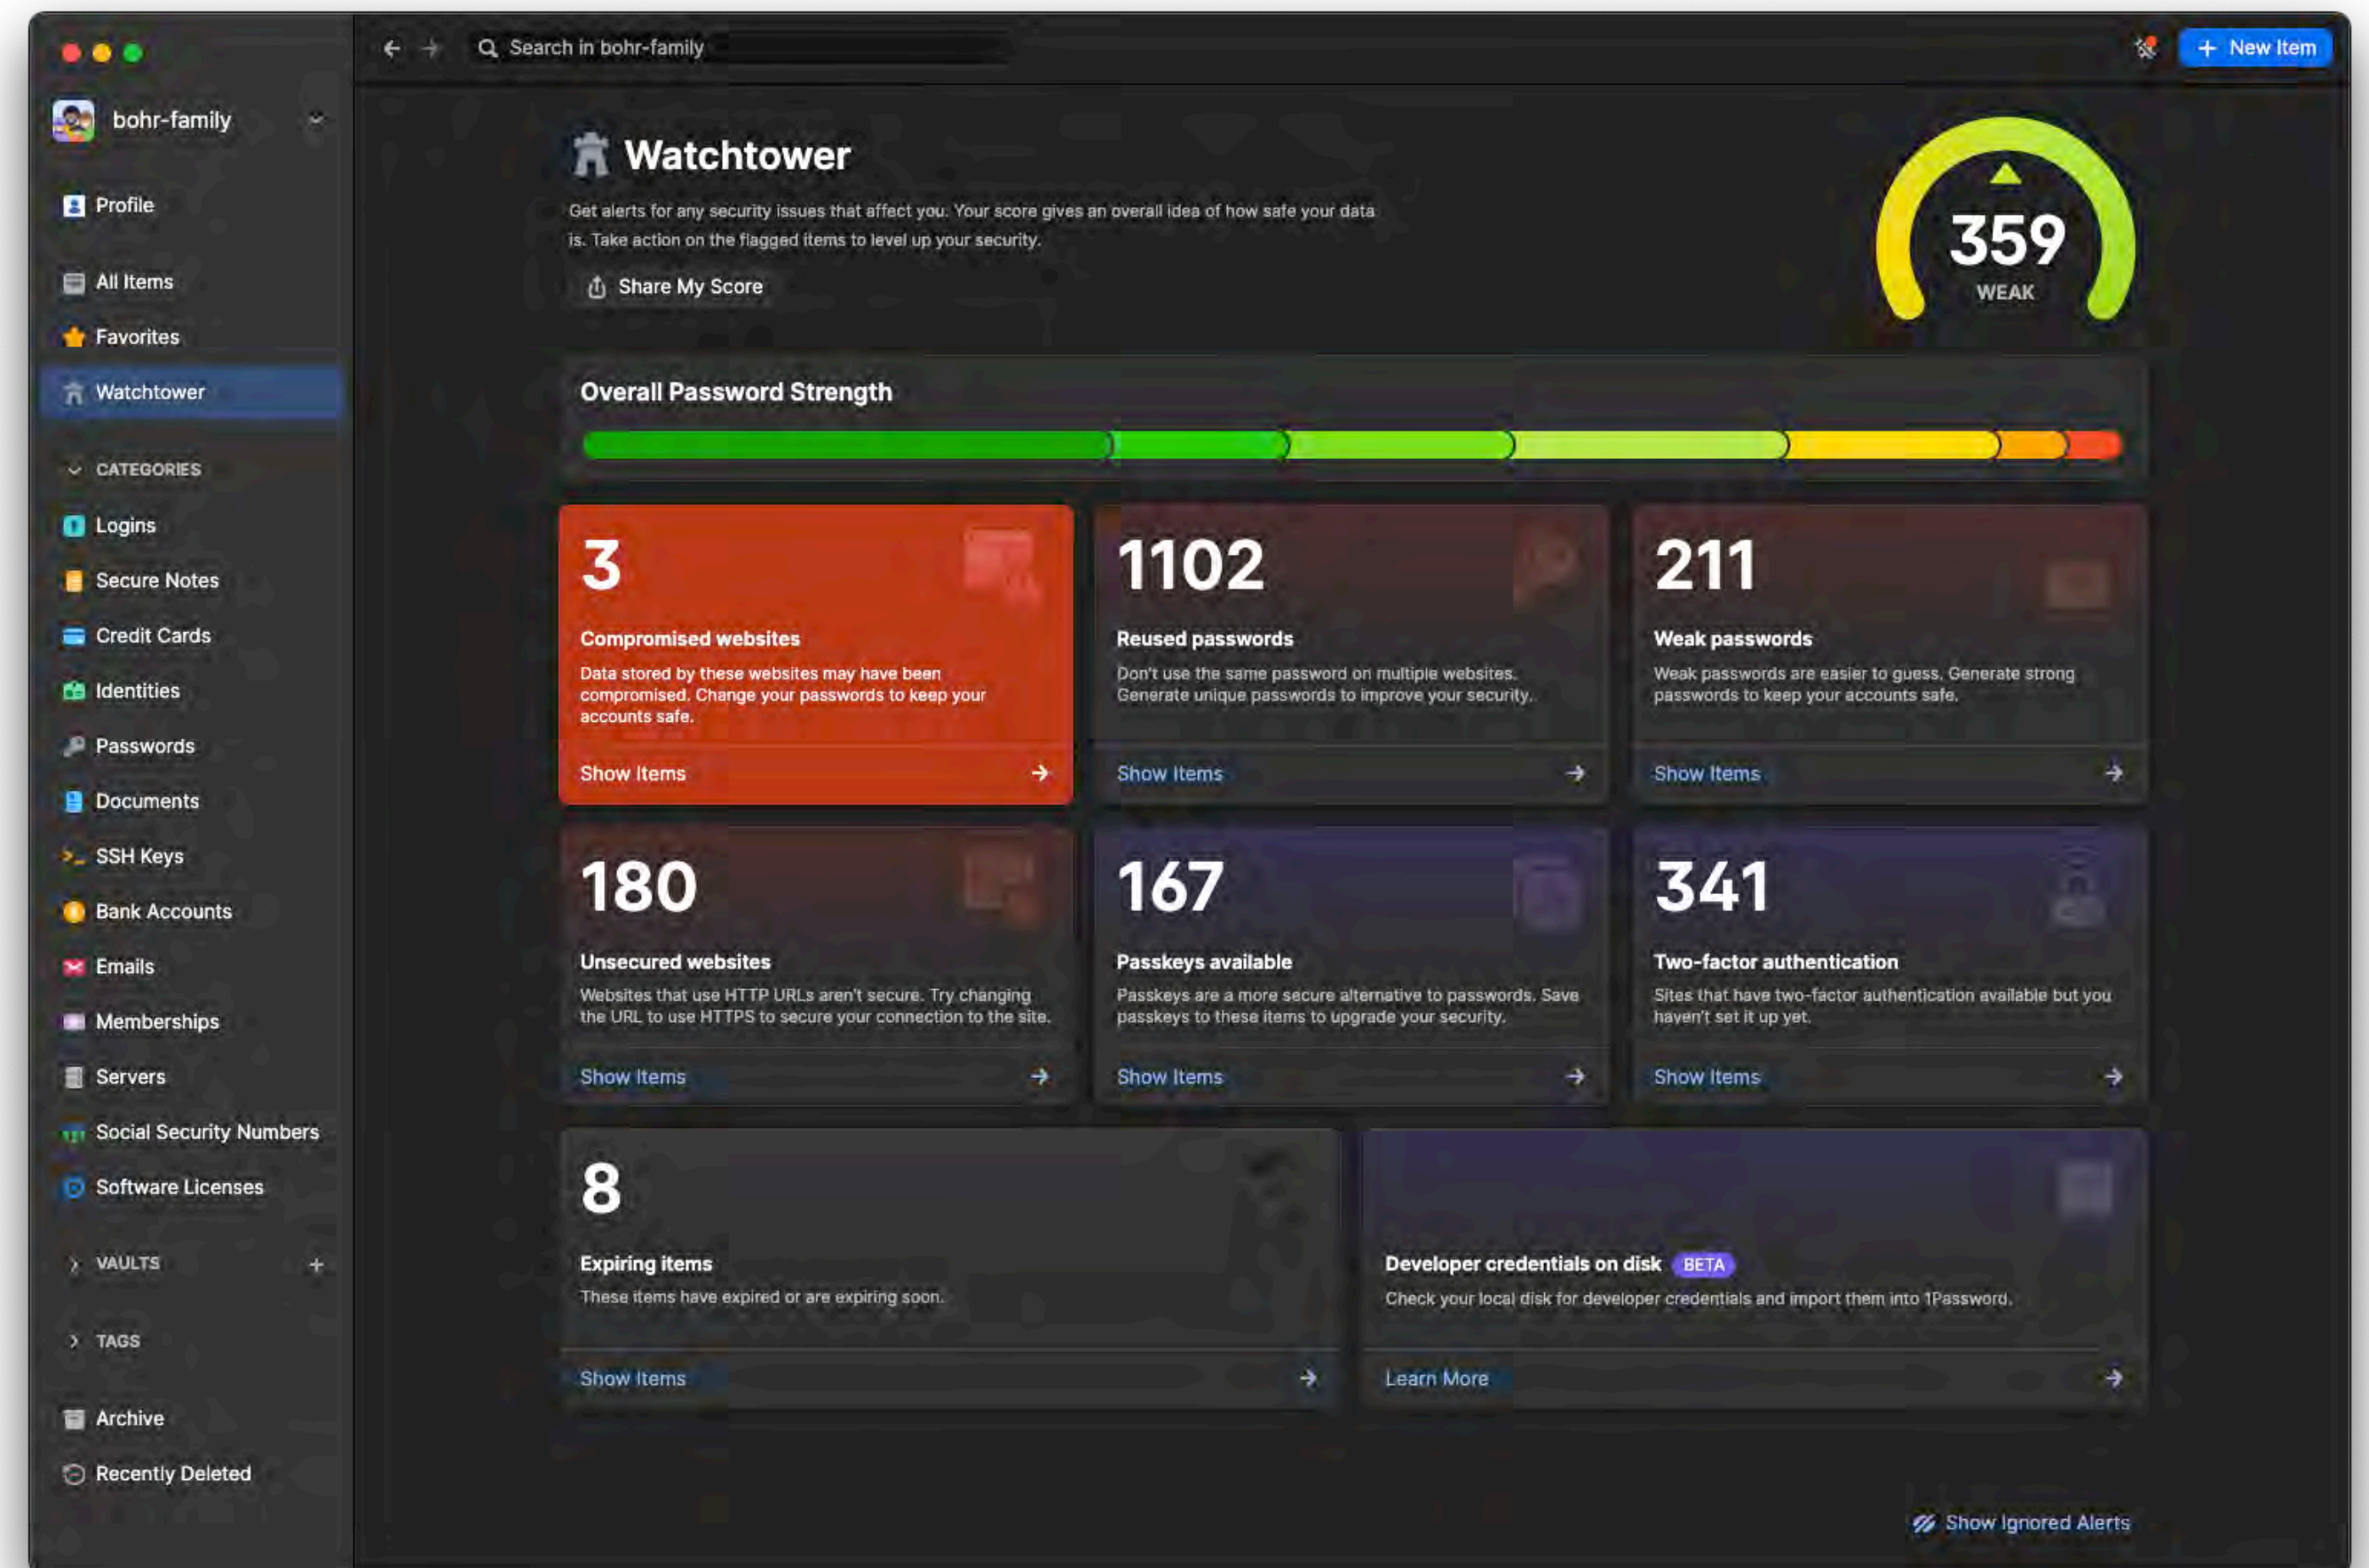 Search in bohr-family
+ New Item
bohr-family
Profile
All Items
Favorites
Watchtower
CATEGORIES
Logins
Secure Notes
Credit Cards
Identities
Passwords
Documents
SSH Keys
Bank Accounts
Emails
Memberships
Servers
Social Security Numbers
Software Licenses
VAULTS +
TAGS
Archive
Recently Deleted
Watchtower
Get alerts for any security issues that affect you. Your score gives an overall idea of how safe your data
is. Take action on the flagged items to level up your security.
Share My Score
359
WEAK
Overall Password Strength
3
Compromised websites
Data stored by these websites may have been
compromised. Change your passwords to keep your
accounts safe.
Show Items
1102
Reused passwords
Don't use the same password on multiple websites.
Generate unique passwords to improve your security.
Show Items
211
Weak passwords
Weak passwords are easier to guess. Generate strong
passwords to keep your accounts safe.
Show Items
180
Unsecured websites
Websites that use HTTP URLs aren't secure. Try changing
the URL to use HTTPS to secure your connection to the site.
Show Items
167
Passkeys available
Passkeys are a more secure alternative to passwords. Save
passkeys to these items to upgrade your security.
Show Items
341
Two-factor authentication
Sites that have two-factor authentication available but you
haven't set it up yet.
Show Items
8
Expiring items
These items have expired or are expiring soon.
Show Items
Developer credentials on disk BETA
Check your local disk for developer credentials and import them into 1Password.
Learn More
Show Ignored Alerts